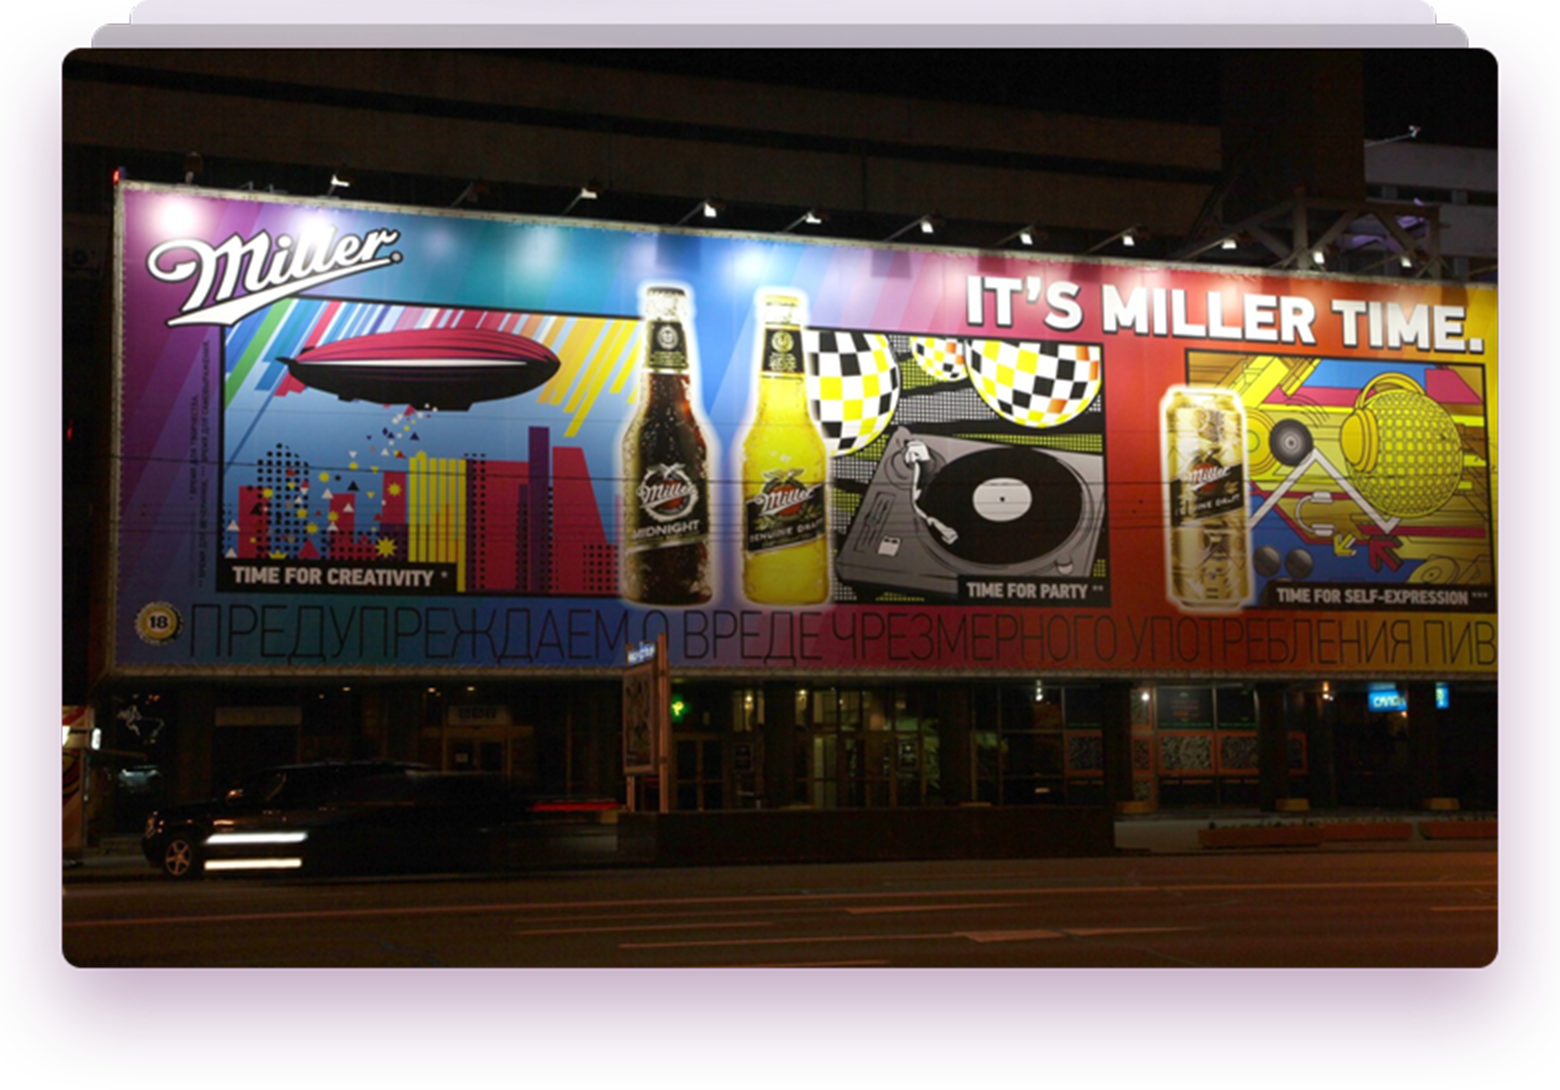 Miller
IT'S MILLER TIME.
TIME FOR CREATIVITY *
Miller
MIDNIGHT
Miller
GENUINE DRAFT
TIME FOR PARTY **
Miller
GENUINE DRAFT
TIME FOR SELF-EXPRESSION ***
18
ПРЕДУПРЕЖДАЕМ О ВРЕДЕ ЧРЕЗМЕРНОГО УПОТРЕБЛЕНИЯ ПИВ